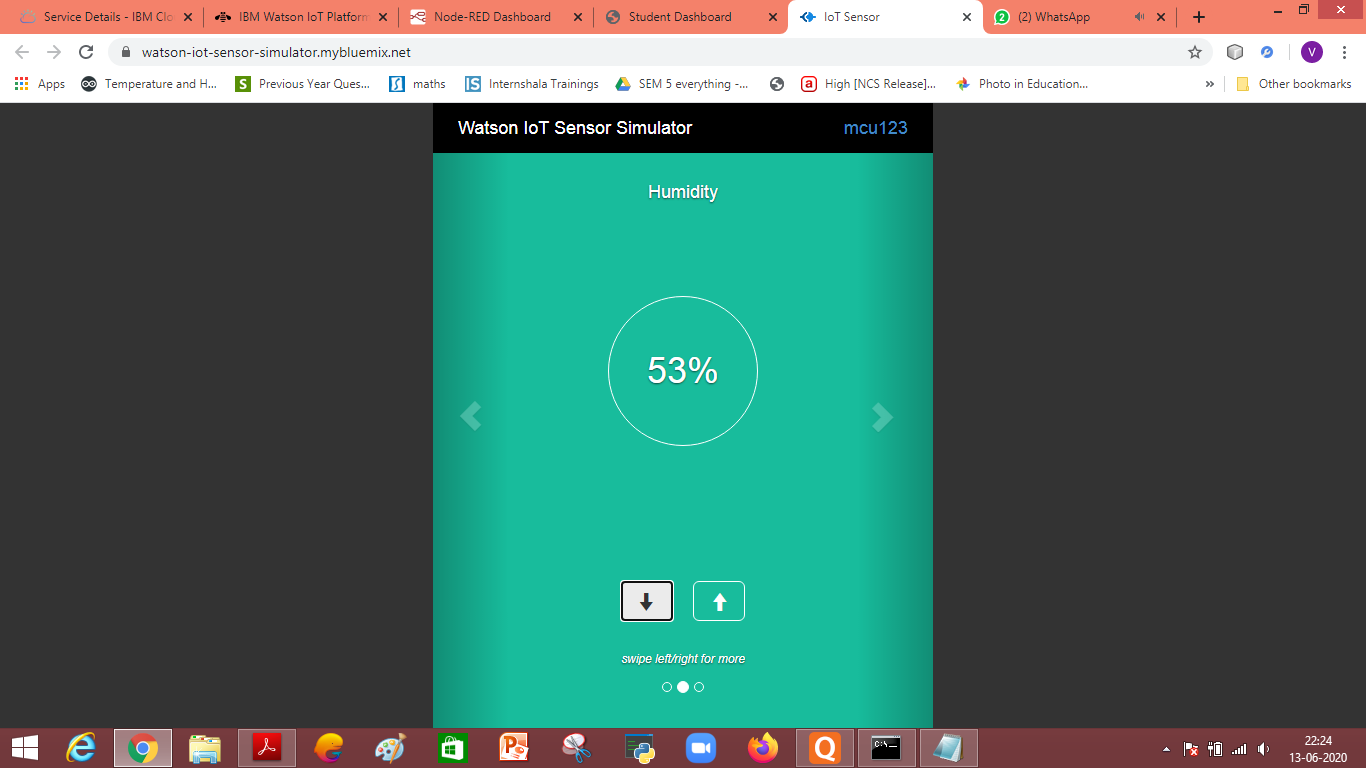 Service Details - IBM Clo
IBM Watson IoT Platform
Node-RED Dashboard
Student Dashboard
IoT Sensor
2
(2) WhatsApp
watson-iot-sensor-simulator.mybluemix.net
V
Apps
Temperature and H...
S
Previous Year Ques...
maths
IS
Internshala Trainings
SEM 5 everything -...
a
High [NCS Release]...
Photo in Education...
»
Other bookmarks
Watson IoT Sensor Simulator
mcu123
Humidity
53%
swipe left/right for more
Q
C:\_
22:24
13-06-2020